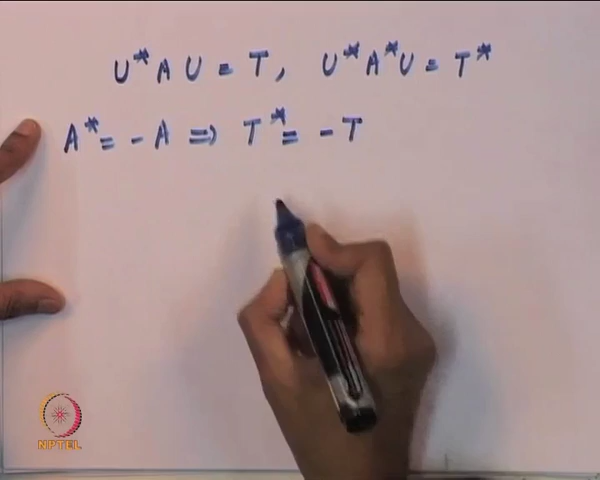 U*AU = T, U*A*U = T*
A* = -A ⇒ T* = -T
NPTEL